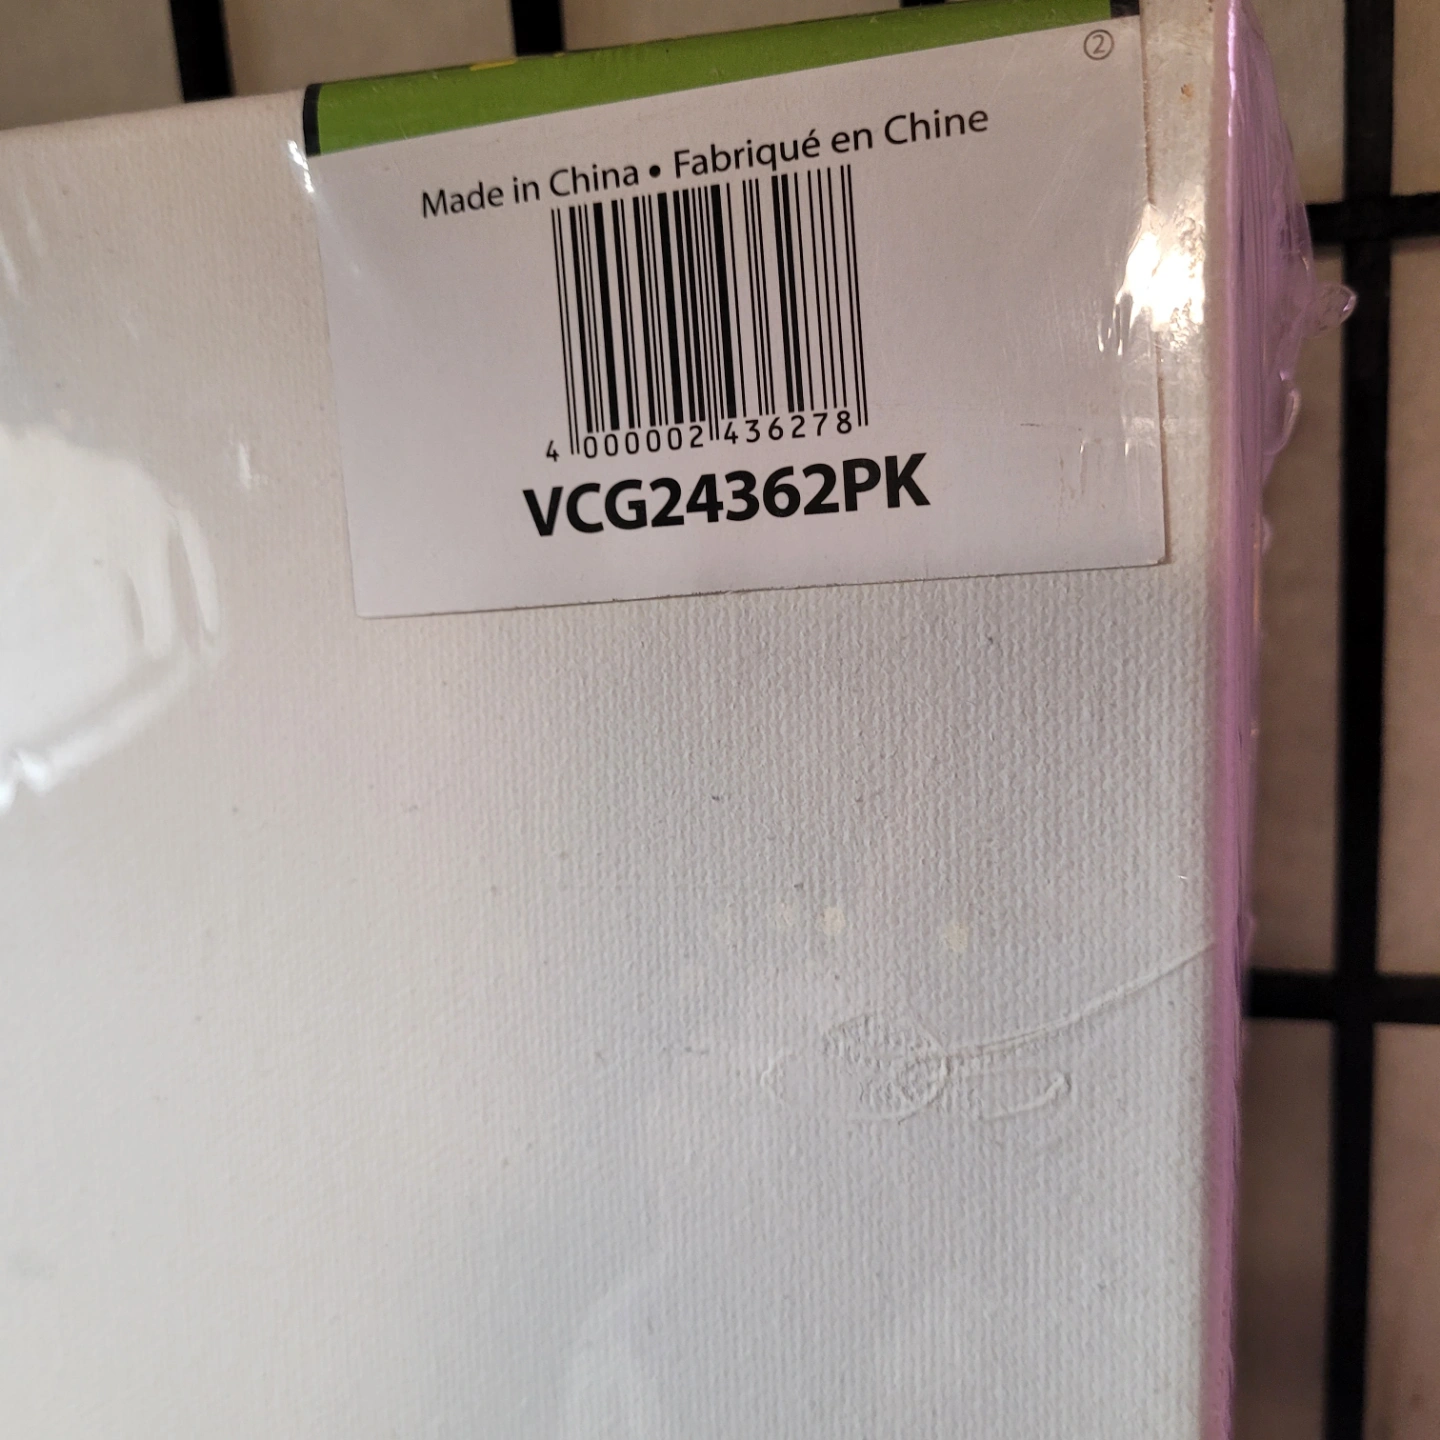 ②
Made in China • Fabriqué en Chine
4 000002 436278
VCG24362PK